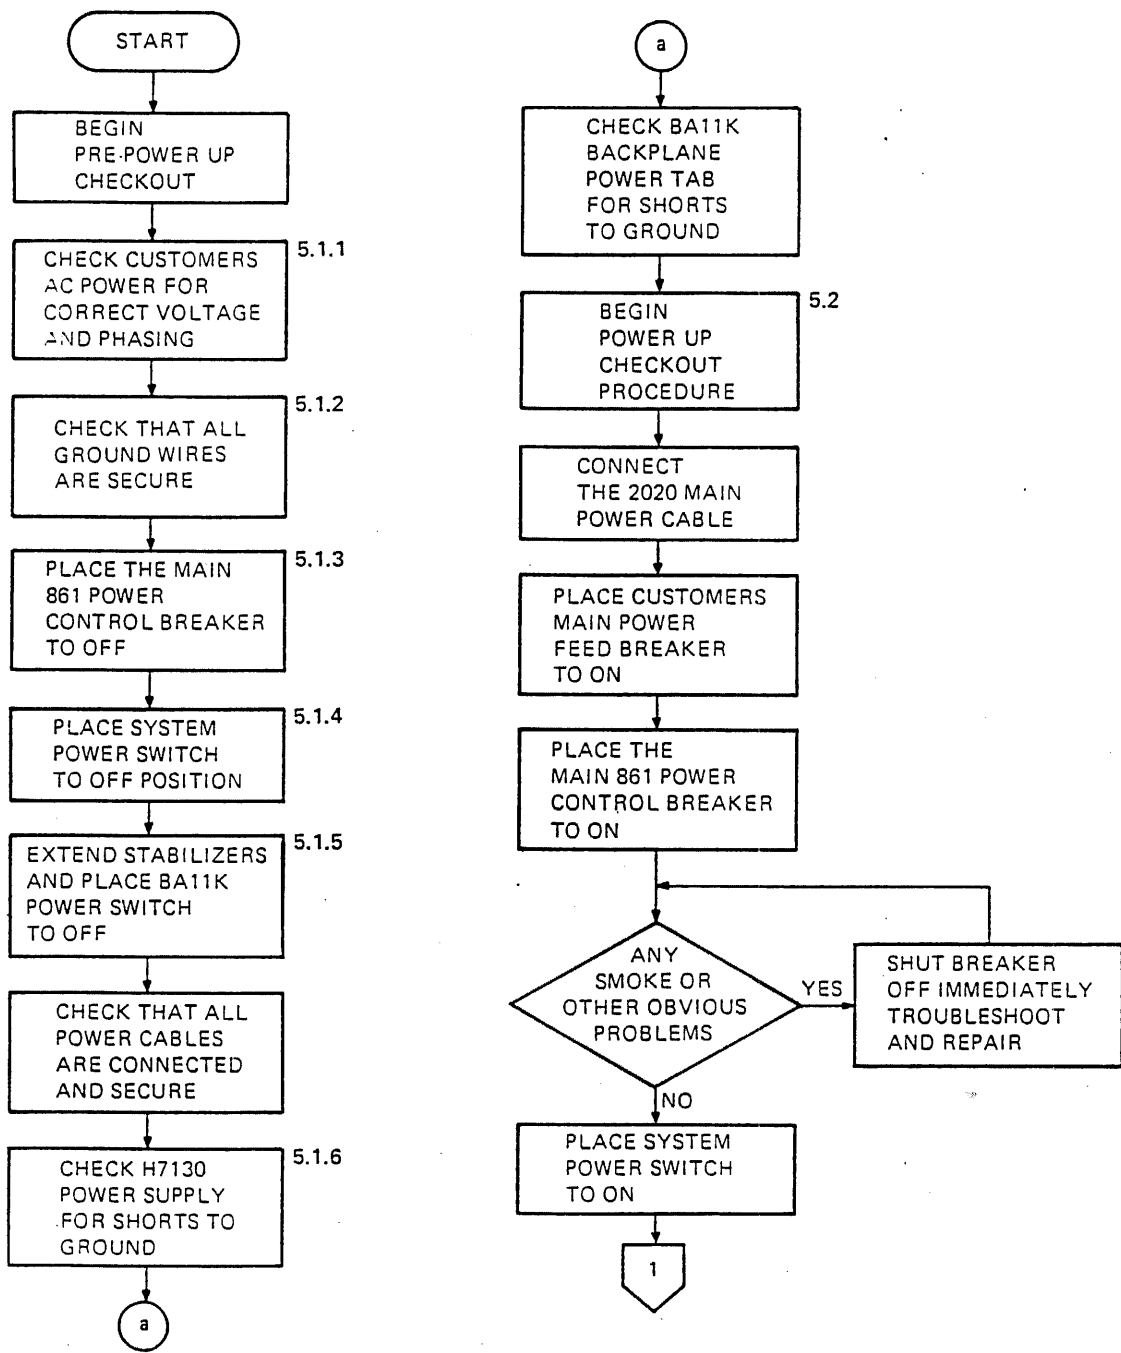 START
BEGIN
PRE-POWER UP
CHECKOUT
5.1.1
CHECK CUSTOMERS
AC POWER FOR
CORRECT VOLTAGE
AND PHASING
5.1.2
CHECK THAT ALL
GROUND WIRES
ARE SECURE
5.1.3
PLACE THE MAIN
861 POWER
CONTROL BREAKER
TO OFF
5.1.4
PLACE SYSTEM
POWER SWITCH
TO OFF POSITION
5.1.5
EXTEND STABILIZERS
AND PLACE BA11K
POWER SWITCH
TO OFF
CHECK THAT ALL
POWER CABLES
ARE CONNECTED
AND SECURE
5.1.6
CHECK H7130
POWER SUPPLY
FOR SHORTS TO
GROUND
a
a
CHECK BA11K
BACKPLANE
POWER TAB
FOR SHORTS
TO GROUND
5.2
BEGIN
POWER UP
CHECKOUT
PROCEDURE
CONNECT
THE 2020 MAIN
POWER CABLE
PLACE CUSTOMERS
MAIN POWER
FEED BREAKER
TO ON
PLACE THE
MAIN 861 POWER
CONTROL BREAKER
TO ON
ANY
SMOKE OR
OTHER OBVIOUS
PROBLEMS
YES
SHUT BREAKER
OFF IMMEDIATELY
TROUBLESHOOT
AND REPAIR
NO
PLACE SYSTEM
POWER SWITCH
TO ON
1